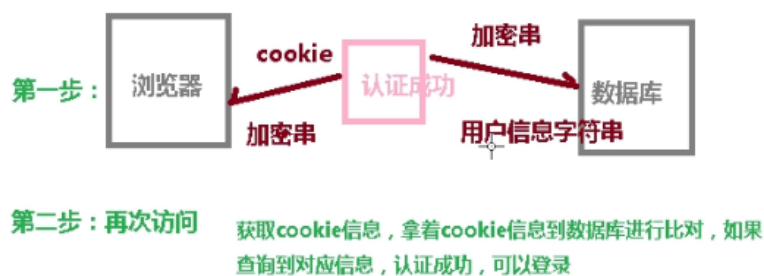 加密串
cookie
第一步：
浏览器
认证成功
数据库
加密串
用户信息字符串
第二步：再次访问
获取cookie信息，拿着cookie信息到数据库进行比对，如果
查询到对应信息，认证成功，可以登录